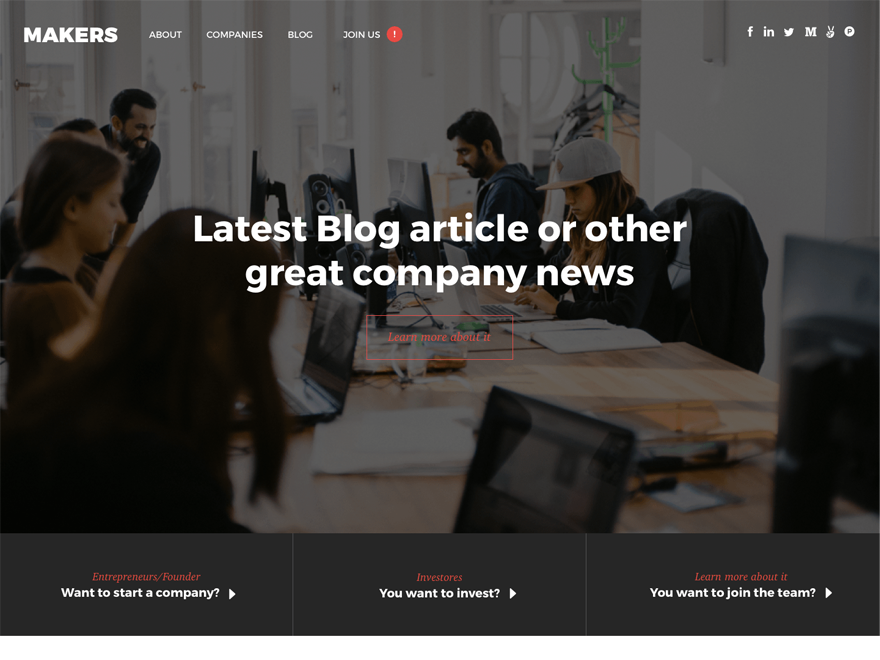 MAKERS
ABOUT COMPANIES BLOG JOIN US !
Latest Blog article or other
great company news
Learn more about it
Entrepreneurs/Founder
Want to start a company?
Investores
You want to invest?
Learn more about it
You want to join the team?